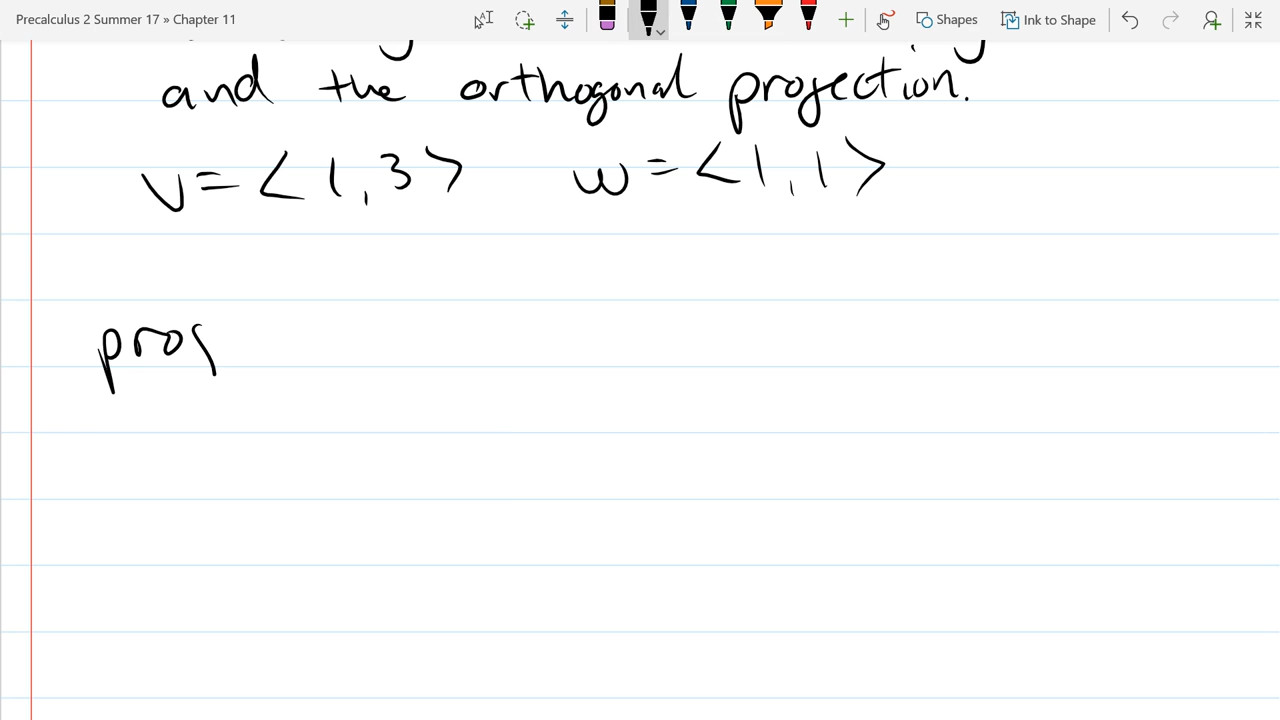 Precalculus 2 Summer 17 » Chapter 11
Shapes
Ink to Shape
and the orthogonal projection.
v = < 1, 3 > w = < 1, 1 >
proj